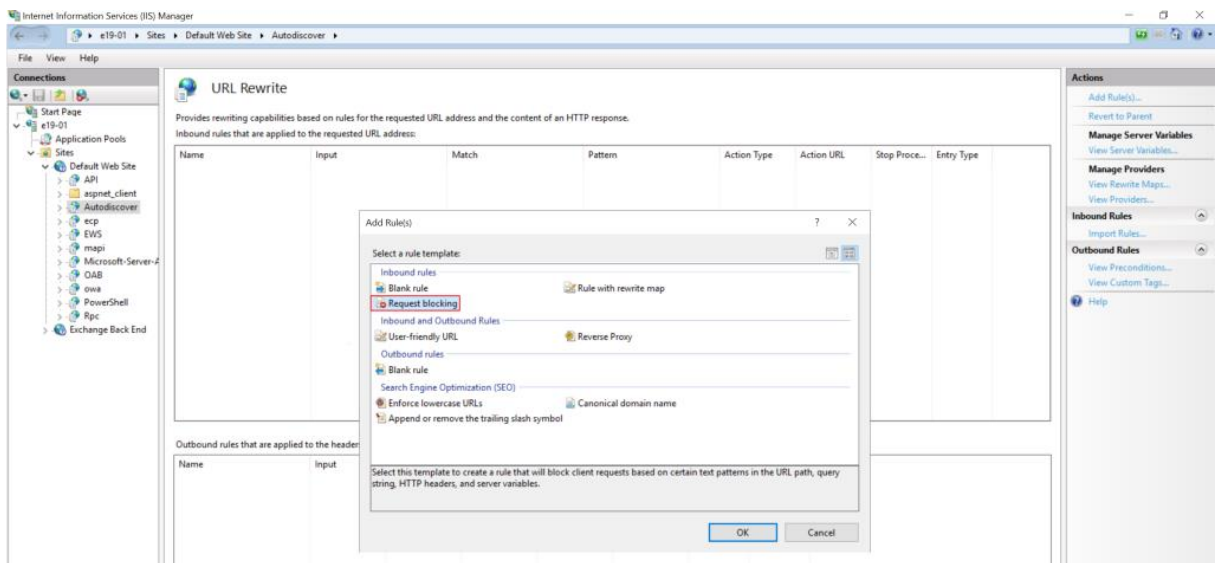 Internet Information Services (IIS) Manager
e19-01 ▸ Sites ▸ Default Web Site ▸ Autodiscover ▸
File View Help
Connections
Start Page
e19-01
Application Pools
Sites
Default Web Site
API
aspnet_client
Autodiscover
ecp
EWS
mapi
Microsoft-Server-A
OAB
owa
PowerShell
Rpc
Exchange Back End
URL Rewrite
Provides rewriting capabilities based on rules for the requested URL address and the content of an HTTP response.
Inbound rules that are applied to the requested URL address:
Name Input Match Pattern Action Type Action URL Stop Proce... Entry Type
Add Rule(s) ?
Select a rule template:
Inbound rules
Blank rule Rule with rewrite map
Request blocking
Inbound and Outbound Rules
User-friendly URL Reverse Proxy
Outbound rules
Blank rule
Search Engine Optimization (SEO)
Enforce lowercase URLs Canonical domain name
Append or remove the trailing slash symbol
Select this template to create a rule that will block client requests based on certain text patterns in the URL path, query
string, HTTP headers, and server variables.
OK Cancel
Outbound rules that are applied to the header
Name Input
Actions
Add Rule(s)...
Revert to Parent
Manage Server Variables
View Server Variables...
Manage Providers
View Rewrite Maps...
View Providers...
Inbound Rules
Import Rules...
Outbound Rules
View Preconditions...
View Custom Tags...
Help